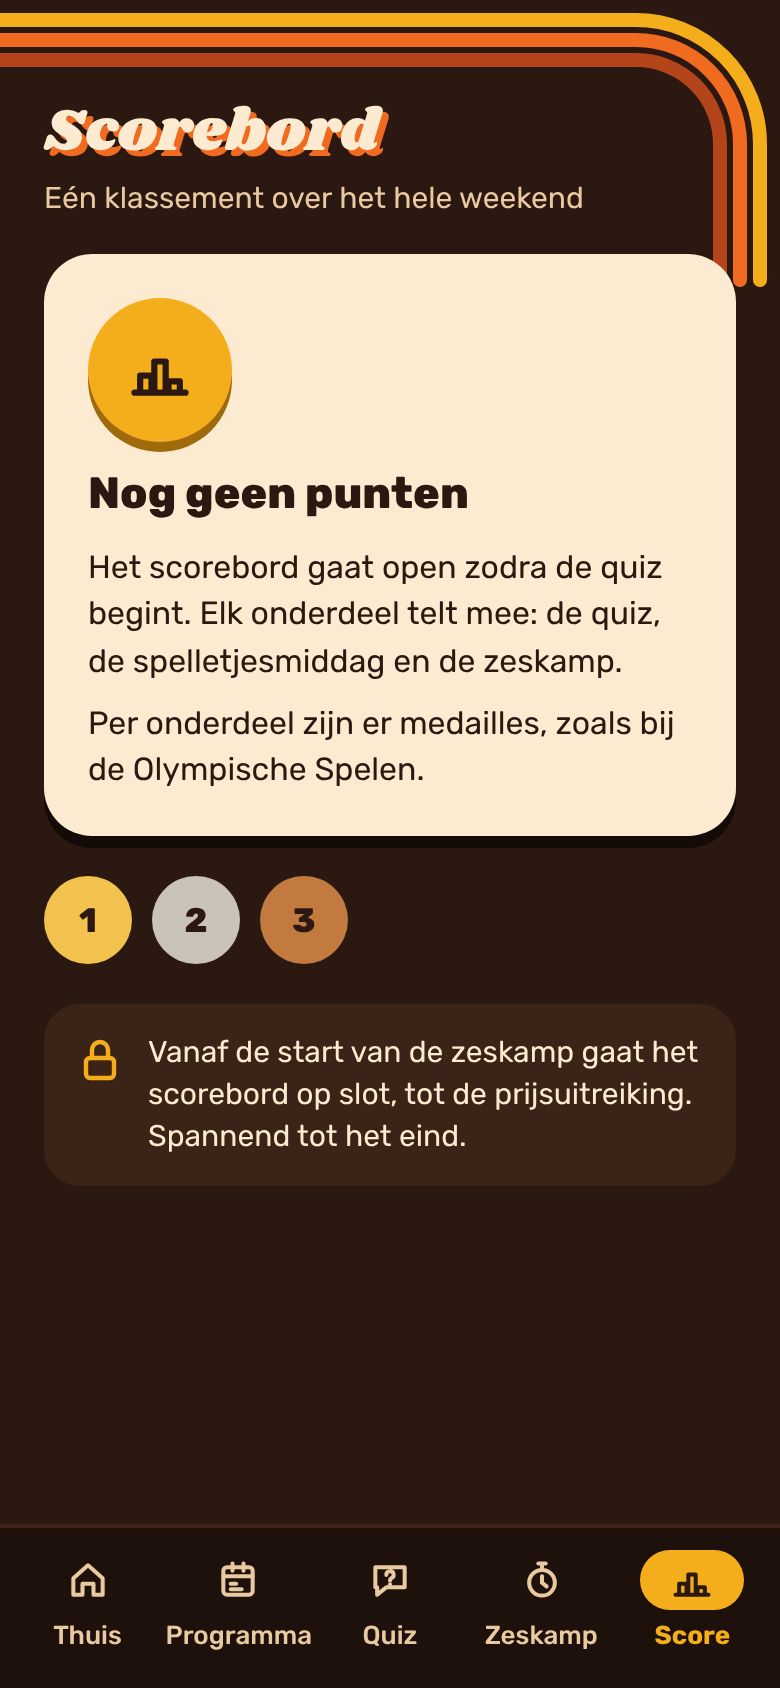 Scorebord
Eén klassement over het hele weekend
Nog geen punten
Het scorebord gaat open zodra de quiz
begint. Elk onderdeel telt mee: de quiz,
de spelletjesmiddag en de zeskamp.
Per onderdeel zijn er medailles, zoals bij
de Olympische Spelen.
1 2 3
Vanaf de start van de zeskamp gaat het
scorebord op slot, tot de prijsuitreiking.
Spannend tot het eind.
Thuis Programma Quiz Zeskamp Score